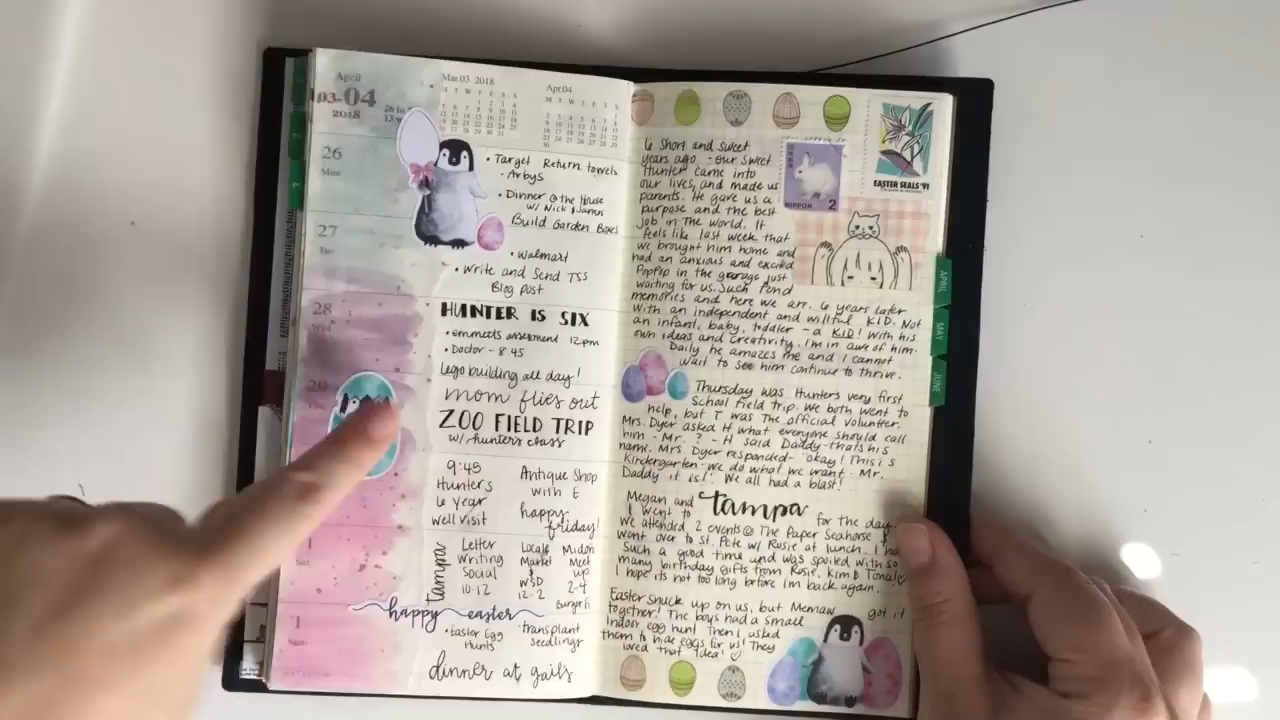 April
03-04
2018
Mar.03 2018
Apr.04
26
Mon
• Target Return towels
• Arbys
• Dinner @ the House
w/ Nick & Jamus
Build Garden Boxes
27
Tue
• Walmart
• Write and Send TSS
Blog post
28
HUNTER IS SIX
• emmetts assessment 12pm
• Doctor - 8:45
Lego building all day!
29
mom flies out
ZOO FIELD TRIP
w/ hunter's class
9:45
Hunters
6 year
well visit
Antique Shop
with E
happy
friday!
1
Sat
tampa
Letter
Writing
Social
10-12
Locale
Market
WSD
12-2
Midori
Meet
up
2-4
Burger Fi
happy easter
1
Sun
• Easter Egg
Hunts
• transplant
seedlings
dinner at gails
6 Short and Sweet
years ago - our sweet
Hunter came into
our lives, and made us
parents. He gave us a
purpose and the best
job in the world. It
feels like last week that
we brought him home and
had an anxious and excited
PopPop in the garage just
waiting for us. Such fond
memories and here we are. 6 years later
with an independent and willful KID. Not
an infant, baby, toddler - a KID! With his
own ideas and creativity. I'm in awe of him.
Daily he amazes me and I cannot
wait to see him continue to thrive.
NIPPON 2
EASTER SEALS '91
Thursday was Hunter's very first
School field trip. We both went to
help, but T was the official volunteer.
Mrs. Dyer asked H what everyone should call
him - Mr. ? - H said Daddy - thats his
name. Mrs. Dyer responded - "okay! This is
Kindergarten - we do what we want - Mr.
Daddy it is!". We all had a blast!
Megan and
I went to tampa for the day.
We attended 2 events @ The Paper Seahorse &
went over to St. Pete w/ Rosie at lunch. I had
Such a good time and was spoiled with so
many birthday gifts from Rosie, Kim &
I hope its not too long before Im back again.
Easter snuck up on us, but Memaw got it
together! The boys had a small
Indoor egg hunt then I asked
them to hide eggs for us! They
loved that idea!
APRIL
MAY
JUNE